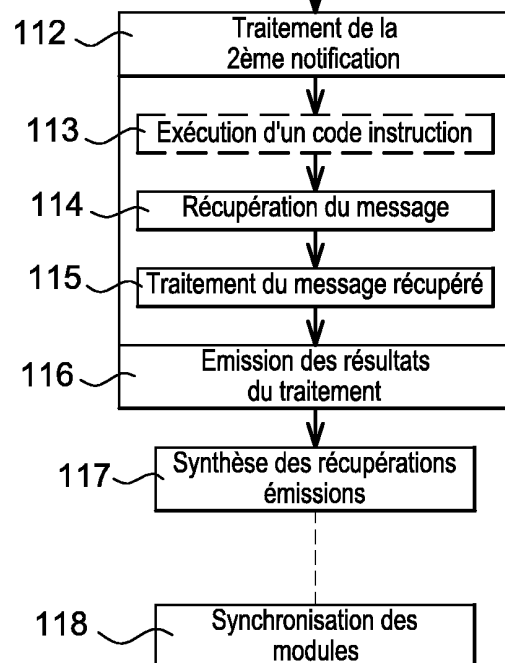 112
Traitement de la
2ème notification
113
Exécution d'un code instruction
114
Récupération du message
115
Traitement du message récupéré
116
Emission des résultats
du traitement
117
Synthèse des récupérations
émissions
118
Synchronisation des
modules